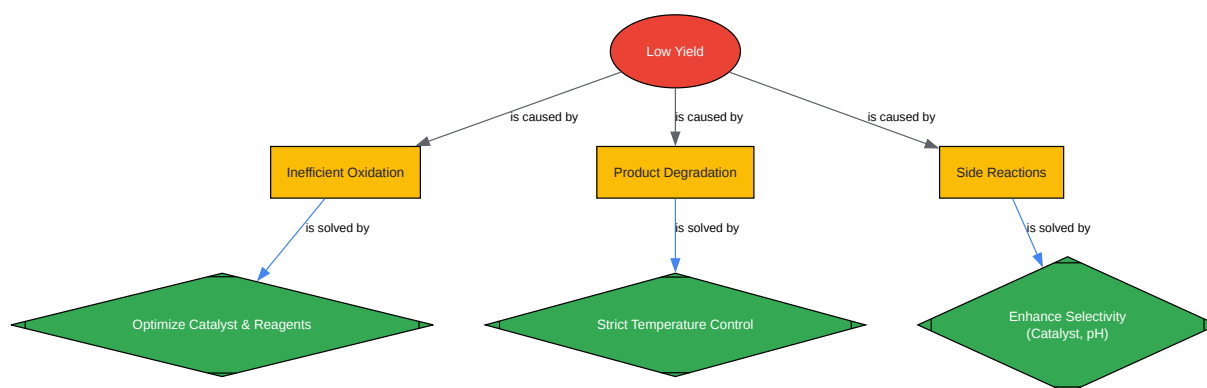 Low Yield
is caused by
is caused by
is caused by
Inefficient Oxidation
Product Degradation
Side Reactions
is solved by
is solved by
is solved by
Optimize Catalyst & Reagents
Strict Temperature Control
Enhance Selectivity
(Catalyst, pH)